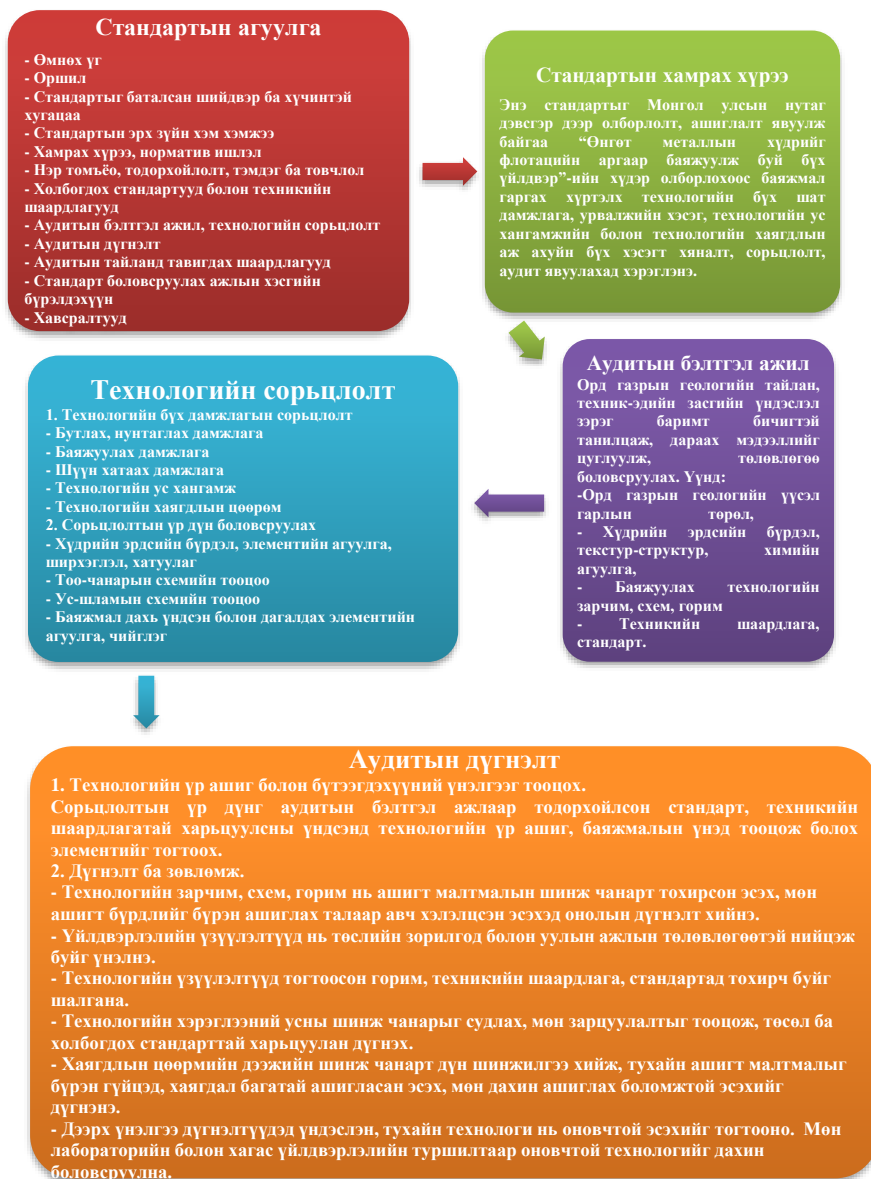 Стандартын агуулга
- Өмнөх үг
- Оршил
- Стандартыг баталсан шийдвэр ба хүчинтэй
хугацаа
- Стандартын эрх зүйн хэм хэмжээ
- Хамрах хүрээ, норматив ишлэл
- Нэр томъёо, тодорхойлолт, тэмдэг ба товчлол
- Холбогдох стандартууд болон техникийн
шаардлагууд
- Аудитын бэлтгел ажил, технологийн сорьцлолт
- Аудитын дүгнэлт
- Аудитын тайланд тавигдах шаардлагууд
- Стандарт боловсруулах ажлын хэсгийн
бүрэлдэхүүн
- Хавсралтууд
Стандартын хамрах хүрээ
Энэ стандартыг Монгол улсын нутаг
дэвсгэр дээр олборлолт, ашиглалт явуулж
байгаа “Өнгөт металлын хүдрийг
флотацийн аргаар баяжуулж буй бүх
үйлдвэр”-ийн хүдэр олборлохоос баяжмал
гаргах хүртэлх технологийн бүх шат
дамжлага, урвалжийн хэсэг, технологийн ус
хангамжийн болон технологийн хаягдлын
аж ахуйн бүх хэсэгт хяналт, сорьцлолт,
аудит явуулахад хэрэглэнэ.
Аудитын бэлтгел ажил
Орд газрын геологийн тайлан,
техник-эдийн засгийн үндэслэл
зэрэг баримт бичигтэй
танилцаж, дараах мэдээллийг
цуглуулж, төлөвлөгөө
боловсруулах. Үүнд:
-Орд газрын геологийн үүсэл
гарлын төрөл,
- Хүдрийн эрдсийн бүрдэл,
текстур-структур, химийн
агуулга,
- Баяжуулах технологийн
зарчим, схем, горим
- Техникийн шаардлага,
стандарт.
Технологийн сорьцлолт
1. Технологийн бүх дамжлагын сорьцлолт
- Бутлах, нунтаглах дамжлага
- Баяжуулах дамжлага
- Шүүн хатаах дамжлага
- Технологийн ус хангамж
- Технологийн хаягдлын цөөрөм
2. Сорьцлолтын үр дүн боловсруулах
- Хүдрийн эрдсийн бүрдэл, элементийн агуулга,
ширхэглэл, хатуулаг
- Тоо-чанарын схемийн тооцоо
- Ус-шламын схемийн тооцоо
- Баяжмал дахь үндсэн болон дагалдах элементийн
агуулга, чийглэг
Аудитын дүгнэлт
1. Технологийн үр ашиг болон бүтээгдэхүүний үнэлгээг тооцох.
Сорьцлолтын үр дүнг аудитын бэлтгел ажлаар тодорхойлсон стандарт, техникийн
шаардлагатай харьцуулсны үндсэнд технологийн үр ашиг, баяжмалын үнэд тооцож болох
элементийг тогтоох.
2. Дүгнэлт ба зөвлөмж.
- Технологийн зарчим, схем, горим нь ашигт малтмалын шинж чанарт тохирсон эсэх, мөн
ашигт бүрдлийг бүрэн ашиглах талаар авч хэлэлцсэн эсэхэд онолын дүгнэлт хийнэ.
- Үйлдвэрлэлийн үзүүлэлтүүд нь төслийн зорилгод болон уулын ажлын төлөвлөгөөтэй нийцэж
буйг үнэлнэ.
- Технологийн үзүүлэлтүүд тогтоосон горим, техникийн шаардлага, стандартад тохирч буйг
шалгана.
- Технологийн хэрэглээний усны шинж чанарыг судлах, мөн зарцуулалтыг тооцож, төсөл ба
холбогдох стандарттай харьцуулан дүгнэх.
- Хаягдлын цөөрмийн дээжийн шинж чанарт дүн шинжилгээ хийж, тухайн ашигт малтмалыг
бүрэн гүйцэд, хаягдал багатай ашигласан эсэх, мөн дахин ашиглах боломжтой эсэхийг
дүгнэнэ.
- Дээрх үнэлгээ дүгнэлтүүдэд үндэслэн, тухайн технологи нь оновчтой эсэхийг тогтооно. Мөн
лабораторийн болон хагас үйлдвэрлэлийн туршилтаар оновчтой технологийг дахин
боловсруулна.